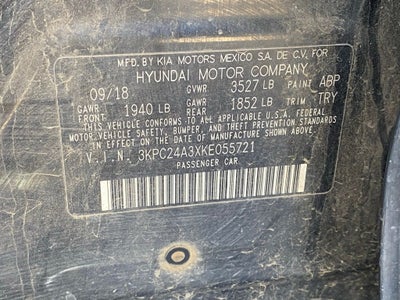 MFD. BY KIA MOTORS MEXICO S.A. DE C.V. FOR
HYUNDAI MOTOR COMPANY
09/18 GVWR 3527 LB PAINT ABP
GAWR FRONT 1940 LB GAWR REAR 1852 LB TRIM TRY
THIS VEHICLE CONFORMS TO ALL APPLICABLE U.S.A. FEDERAL
MOTOR VEHICLE SAFETY, BUMPER, AND THEFT PREVENTION STANDARDS
IN EFFECT ON THE DATE OF MANUFACTURE SHOWN ABOVE.
V.I.N. 3KPC24A3XKE055721
PASSENGER CAR